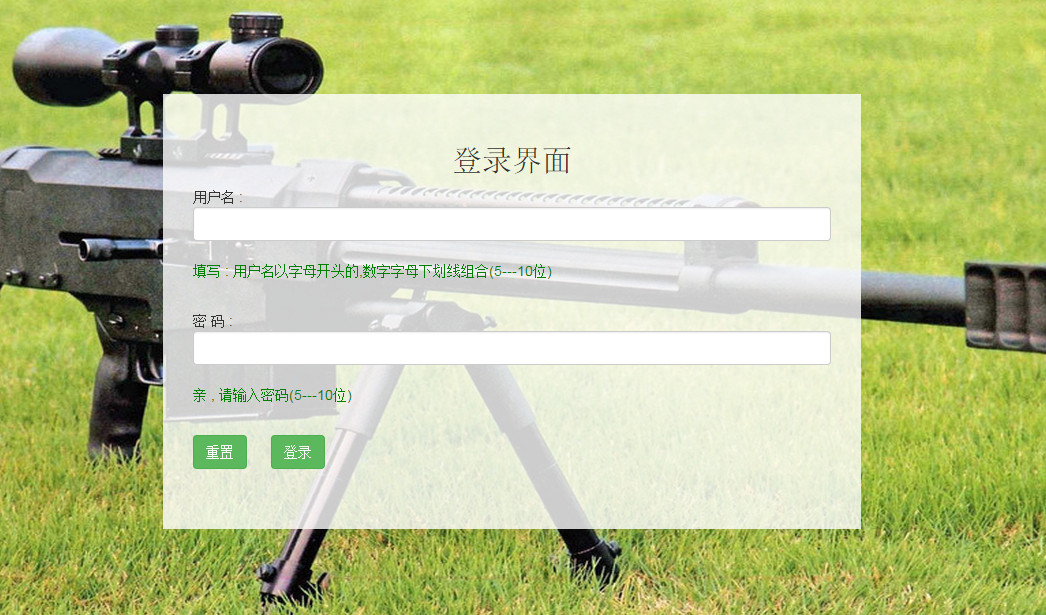 登录界面
用户名 :
填写 : 用户名以字母开头的,数字字母下划线组合(5---10位)
密 码 :
亲 , 请输入密码(5---10位)
重置 登录